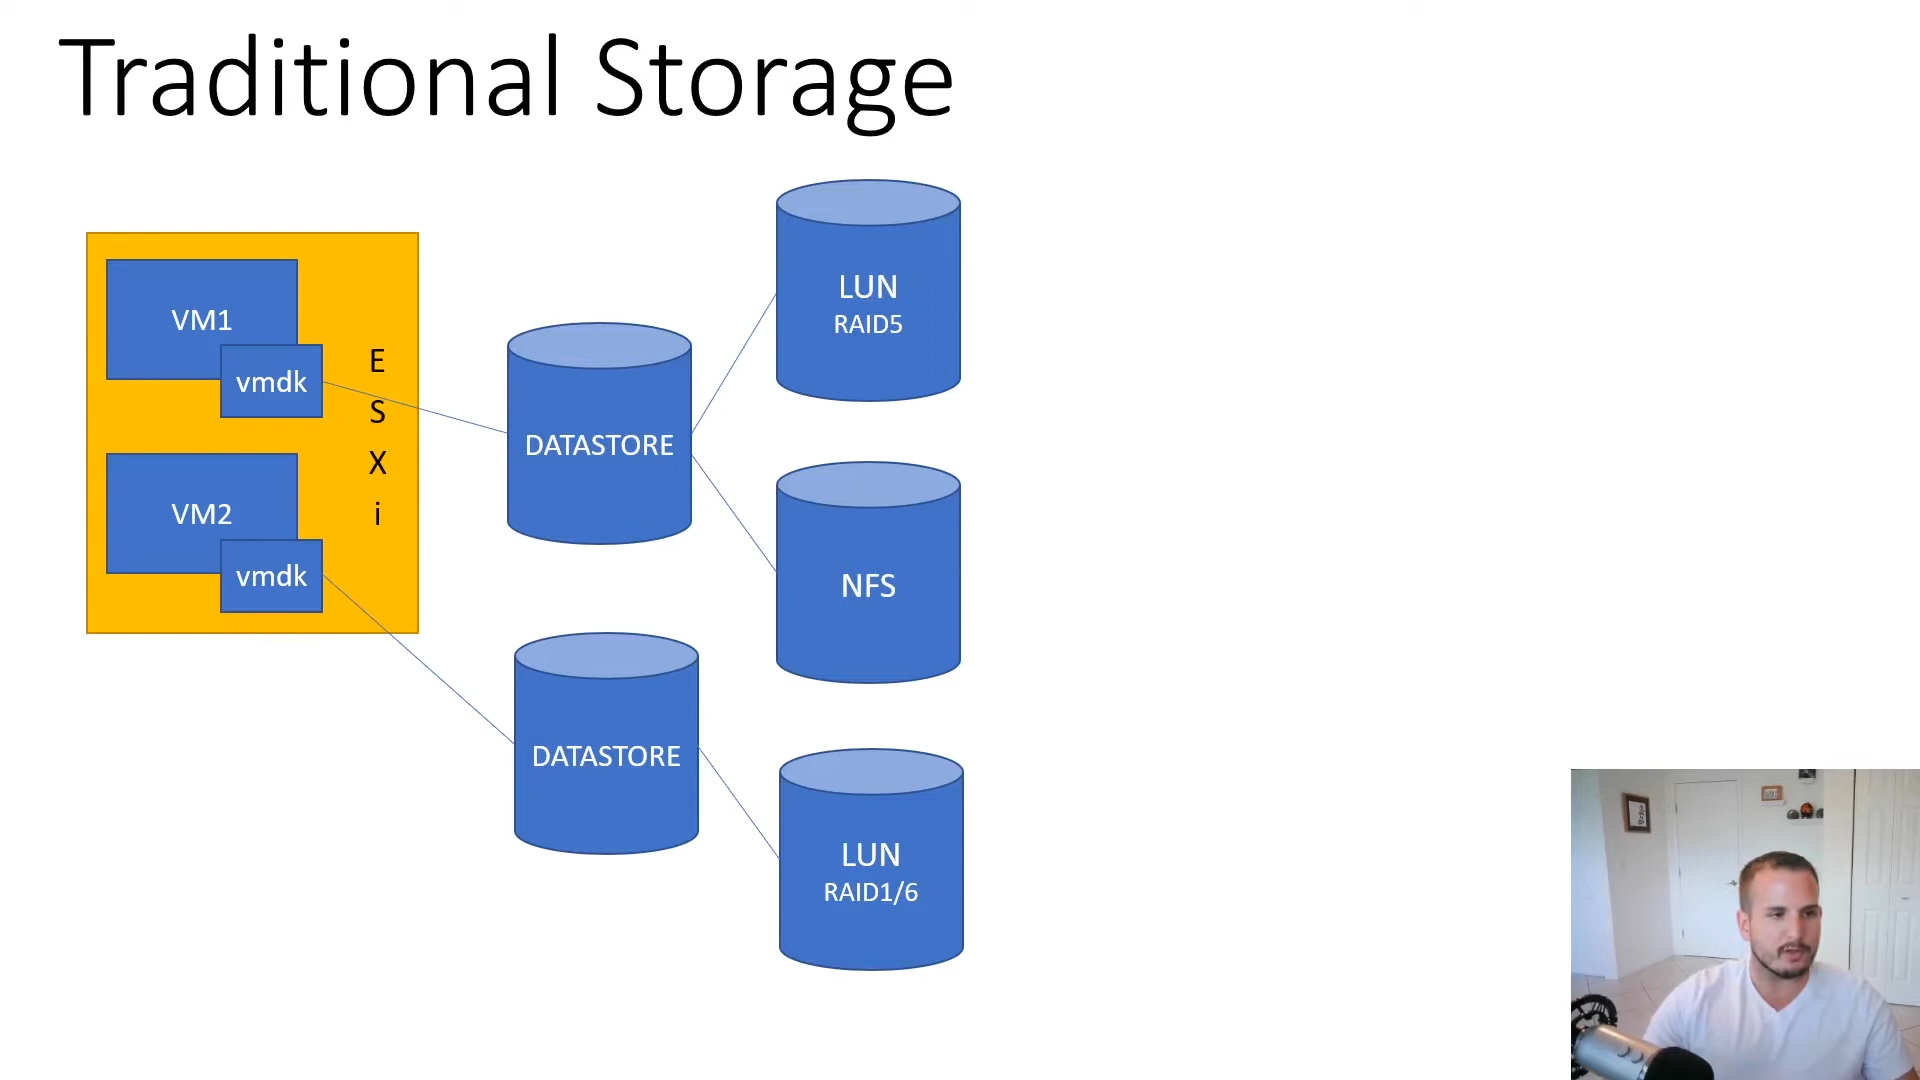 Traditional Storage
VM1
vmdk
VM2
vmdk
E
S
X
i
DATASTORE
DATASTORE
LUN
RAID5
NFS
LUN
RAID1/6